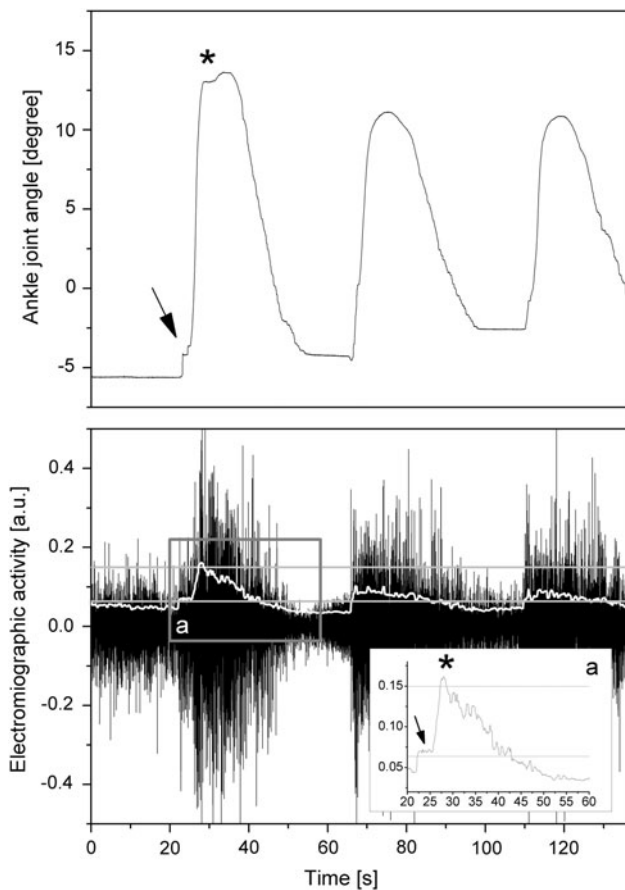 15
*
10
5
0
-5
Ankle joint angle [degree]
0.4
0.2
0.0
-0.2
-0.4
Electromiographic activity [a.u.]
a
a
*
0.15
0.10
0.05
20 25 30 35 40 45 50 55 60
0 20 40 60 80 100 120
Time [s]